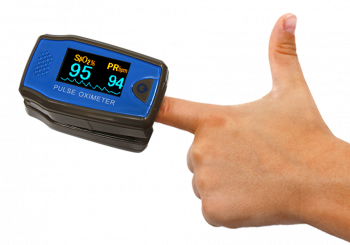 SpO2% PRbpm
95 94
PULSE OXIMETER